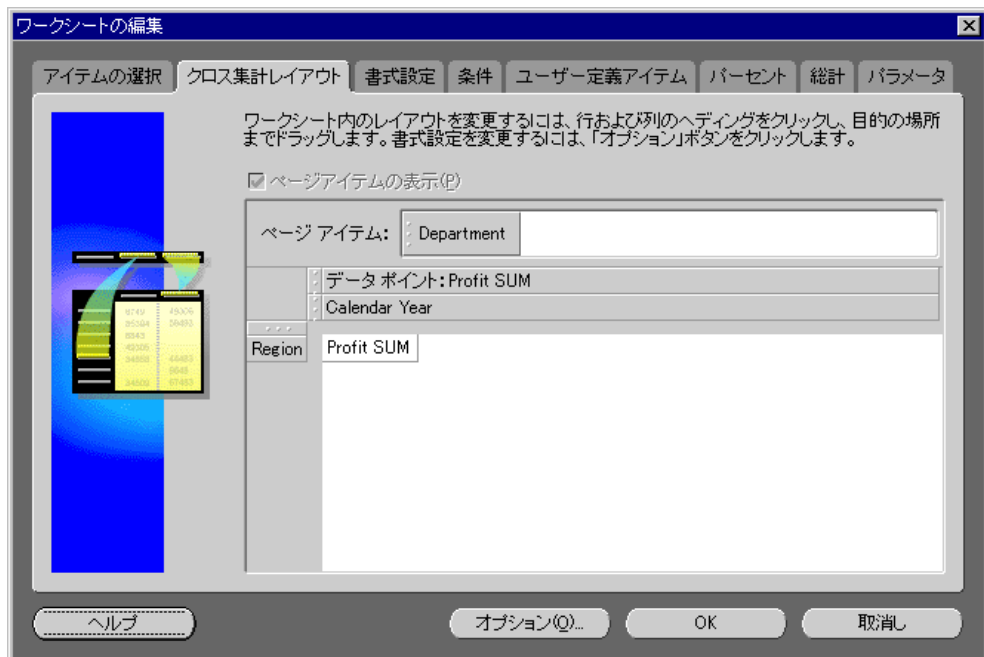 ワークシートの編集
アイテムの選択 クロス集計レイアウト 書式設定 条件 ユーザー定義アイテム パーセント 総計 パラメータ
ワークシート内のレイアウトを変更するには、行および列のヘディングをクリックし、目的の場所
までドラッグします。書式設定を変更するには、「オプション」ボタンをクリックします。
ページアイテムの表示(P)
ページ アイテム: Department
データ ポイント: Profit SUM
Calendar Year
Region Profit SUM
ヘルプ オプション(O)... OK 取消し